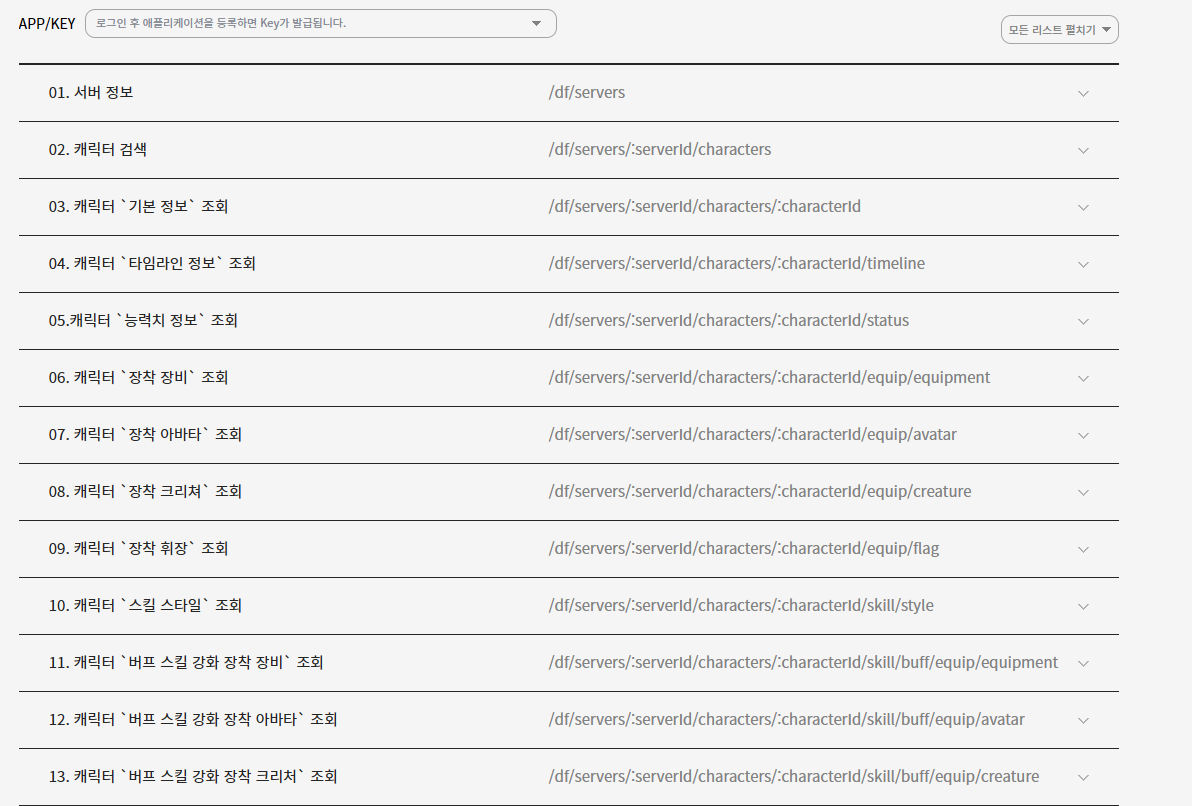 APP/KEY 로그인 후 애플리케이션을 등록하면 Key가 발급됩니다.
모든 리스트 펼치기
01. 서버 정보 /df/servers
02. 캐릭터 검색 /df/servers/:serverId/characters
03. 캐릭터 `기본 정보` 조회 /df/servers/:serverId/characters/:characterId
04. 캐릭터 `타임라인 정보` 조회 /df/servers/:serverId/characters/:characterId/timeline
05.캐릭터 `능력치 정보` 조회 /df/servers/:serverId/characters/:characterId/status
06. 캐릭터 `장착 장비` 조회 /df/servers/:serverId/characters/:characterId/equip/equipment
07. 캐릭터 `장착 아바타` 조회 /df/servers/:serverId/characters/:characterId/equip/avatar
08. 캐릭터 `장착 크리쳐` 조회 /df/servers/:serverId/characters/:characterId/equip/creature
09. 캐릭터 `장착 휘장` 조회 /df/servers/:serverId/characters/:characterId/equip/flag
10. 캐릭터 `스킬 스타일` 조회 /df/servers/:serverId/characters/:characterId/skill/style
11. 캐릭터 `버프 스킬 강화 장착 장비` 조회 /df/servers/:serverId/characters/:characterId/skill/buff/equip/equipment
12. 캐릭터 `버프 스킬 강화 장착 아바타` 조회 /df/servers/:serverId/characters/:characterId/skill/buff/equip/avatar
13. 캐릭터 `버프 스킬 강화 장착 크리처` 조회 /df/servers/:serverId/characters/:characterId/skill/buff/equip/creature